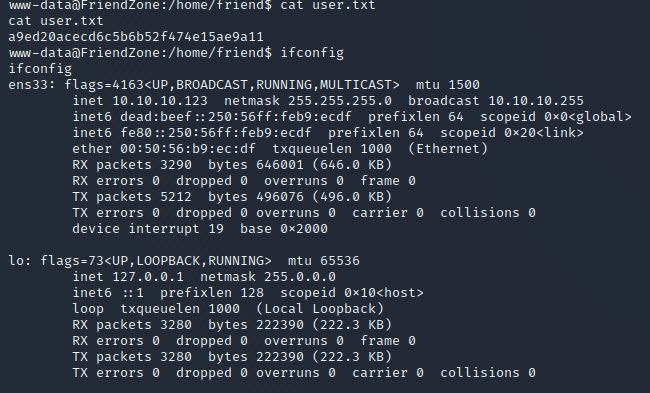 www-data@FriendZone:/home/friend$ cat user.txt
cat user.txt
a9ed20acecd6c5b6b52f474e15ae9a11
www-data@FriendZone:/home/friend$ ifconfig
ifconfig
ens33: flags=4163<UP,BROADCAST,RUNNING,MULTICAST>  mtu 1500
        inet 10.10.10.123  netmask 255.255.255.0  broadcast 10.10.10.255
        inet6 dead:beef::250:56ff:feb9:ecdf  prefixlen 64  scopeid 0×0<global>
        inet6 fe80::250:56ff:feb9:ecdf  prefixlen 64  scopeid 0×20<link>
        ether 00:50:56:b9:ec:df  txqueuelen 1000  (Ethernet)
        RX packets 3290  bytes 646001 (646.0 KB)
        RX errors 0  dropped 0  overruns 0  frame 0
        TX packets 5212  bytes 496076 (496.0 KB)
        TX errors 0  dropped 0 overruns 0  carrier 0  collisions 0
        device interrupt 19  base 0×2000

lo: flags=73<UP,LOOPBACK,RUNNING>  mtu 65536
        inet 127.0.0.1  netmask 255.0.0.0
        inet6 ::1  prefixlen 128  scopeid 0×10<host>
        loop  txqueuelen 1000  (Local Loopback)
        RX packets 3280  bytes 222390 (222.3 KB)
        RX errors 0  dropped 0  overruns 0  frame 0
        TX packets 3280  bytes 222390 (222.3 KB)
        TX errors 0  dropped 0 overruns 0  carrier 0  collisions 0